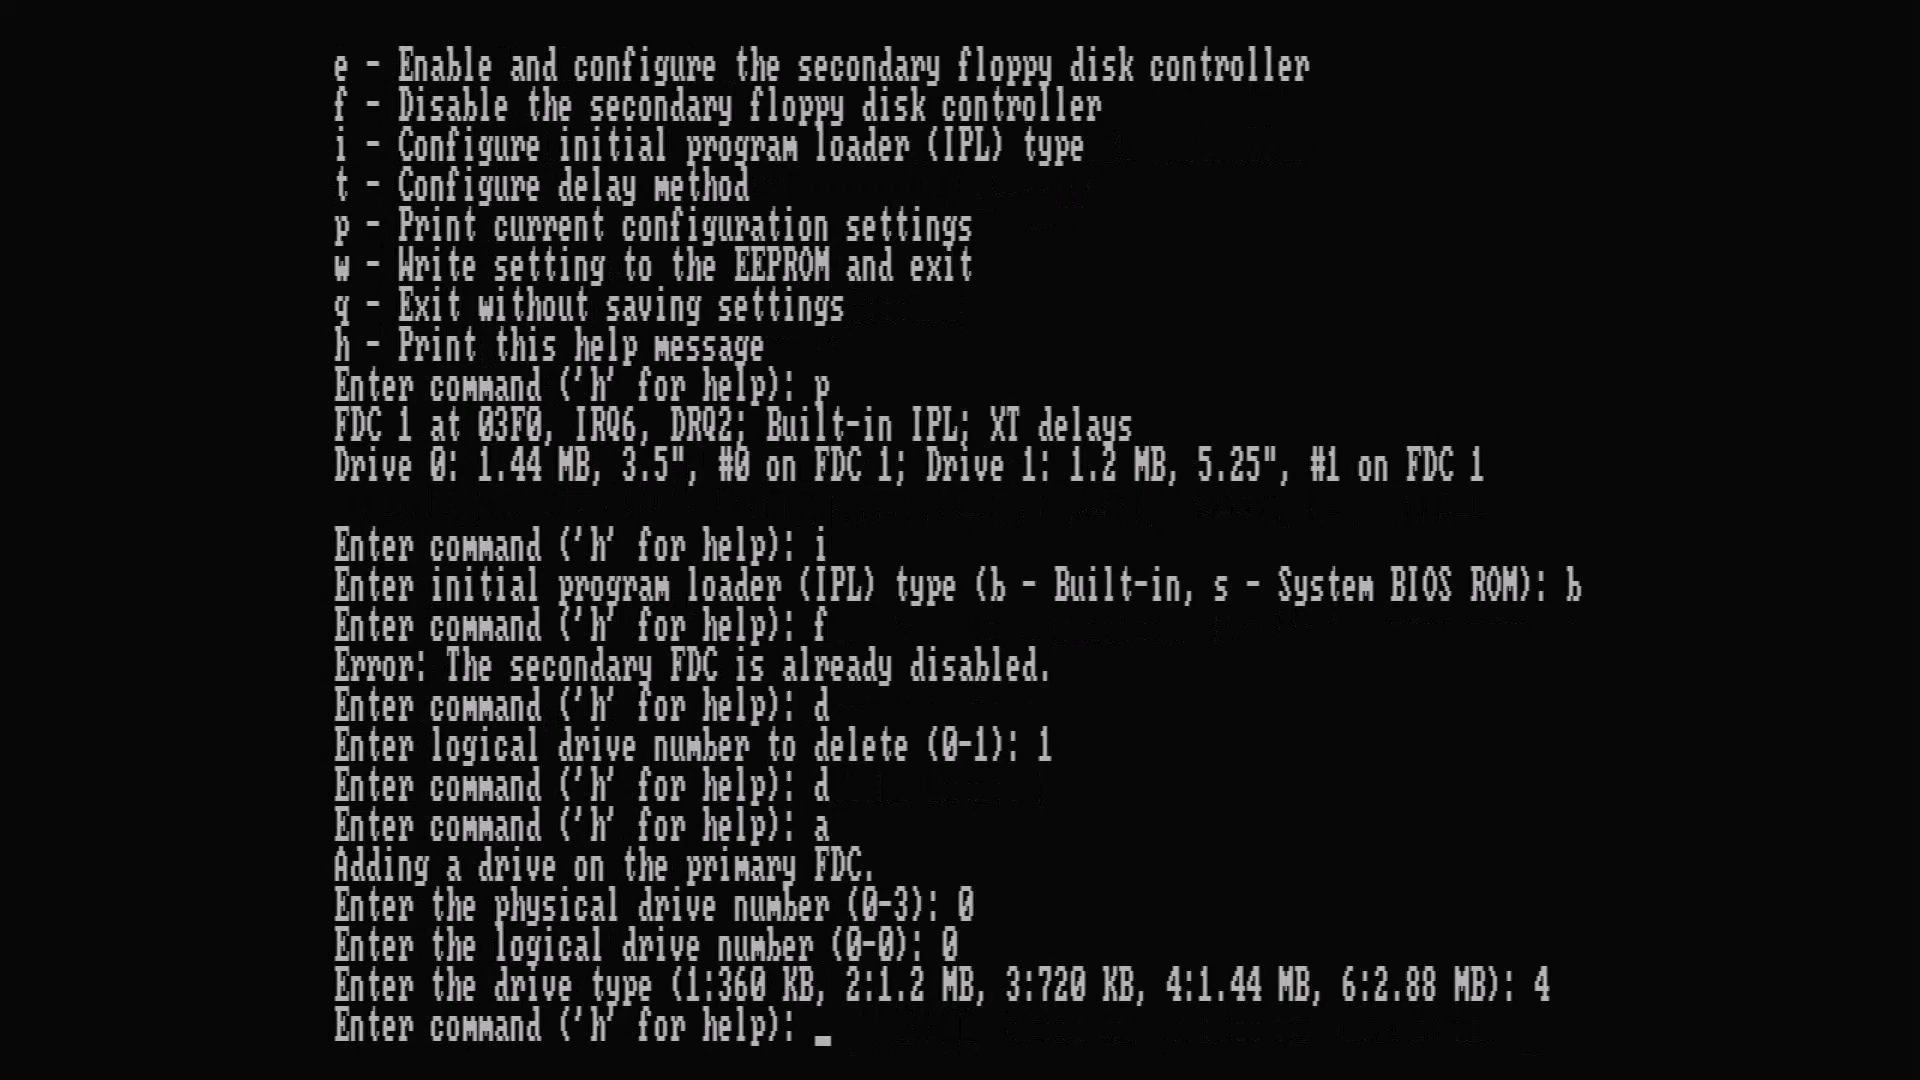 e - Enable and configure the secondary floppy disk controller
f - Disable the secondary floppy disk controller
i - Configure initial program loader (IPL) type
t - Configure delay method
p - Print current configuration settings
w - Write setting to the EEPROM and exit
q - Exit without saving settings
h - Print this help message
Enter command ('h' for help): p
FDC 1 at 03F0, IRQ6, DRQ2; Built-in IPL; XT delays
Drive 0: 1.44 MB, 3.5", #0 on FDC 1; Drive 1: 1.2 MB, 5.25", #1 on FDC 1
Enter command ('h' for help): i
Enter initial program loader (IPL) type (b - Built-in, s - System BIOS ROM): b
Enter command ('h' for help): f
Error: The secondary FDC is already disabled.
Enter command ('h' for help): d
Enter logical drive number to delete (0-1): 1
Enter command ('h' for help): d
Enter command ('h' for help): a
Adding a drive on the primary FDC.
Enter the physical drive number (0-3): 0
Enter the logical drive number (0-0): 0
Enter the drive type (1:360 KB, 2:1.2 MB, 3:720 KB, 4:1.44 MB, 6:2.88 MB): 4
Enter command ('h' for help): _